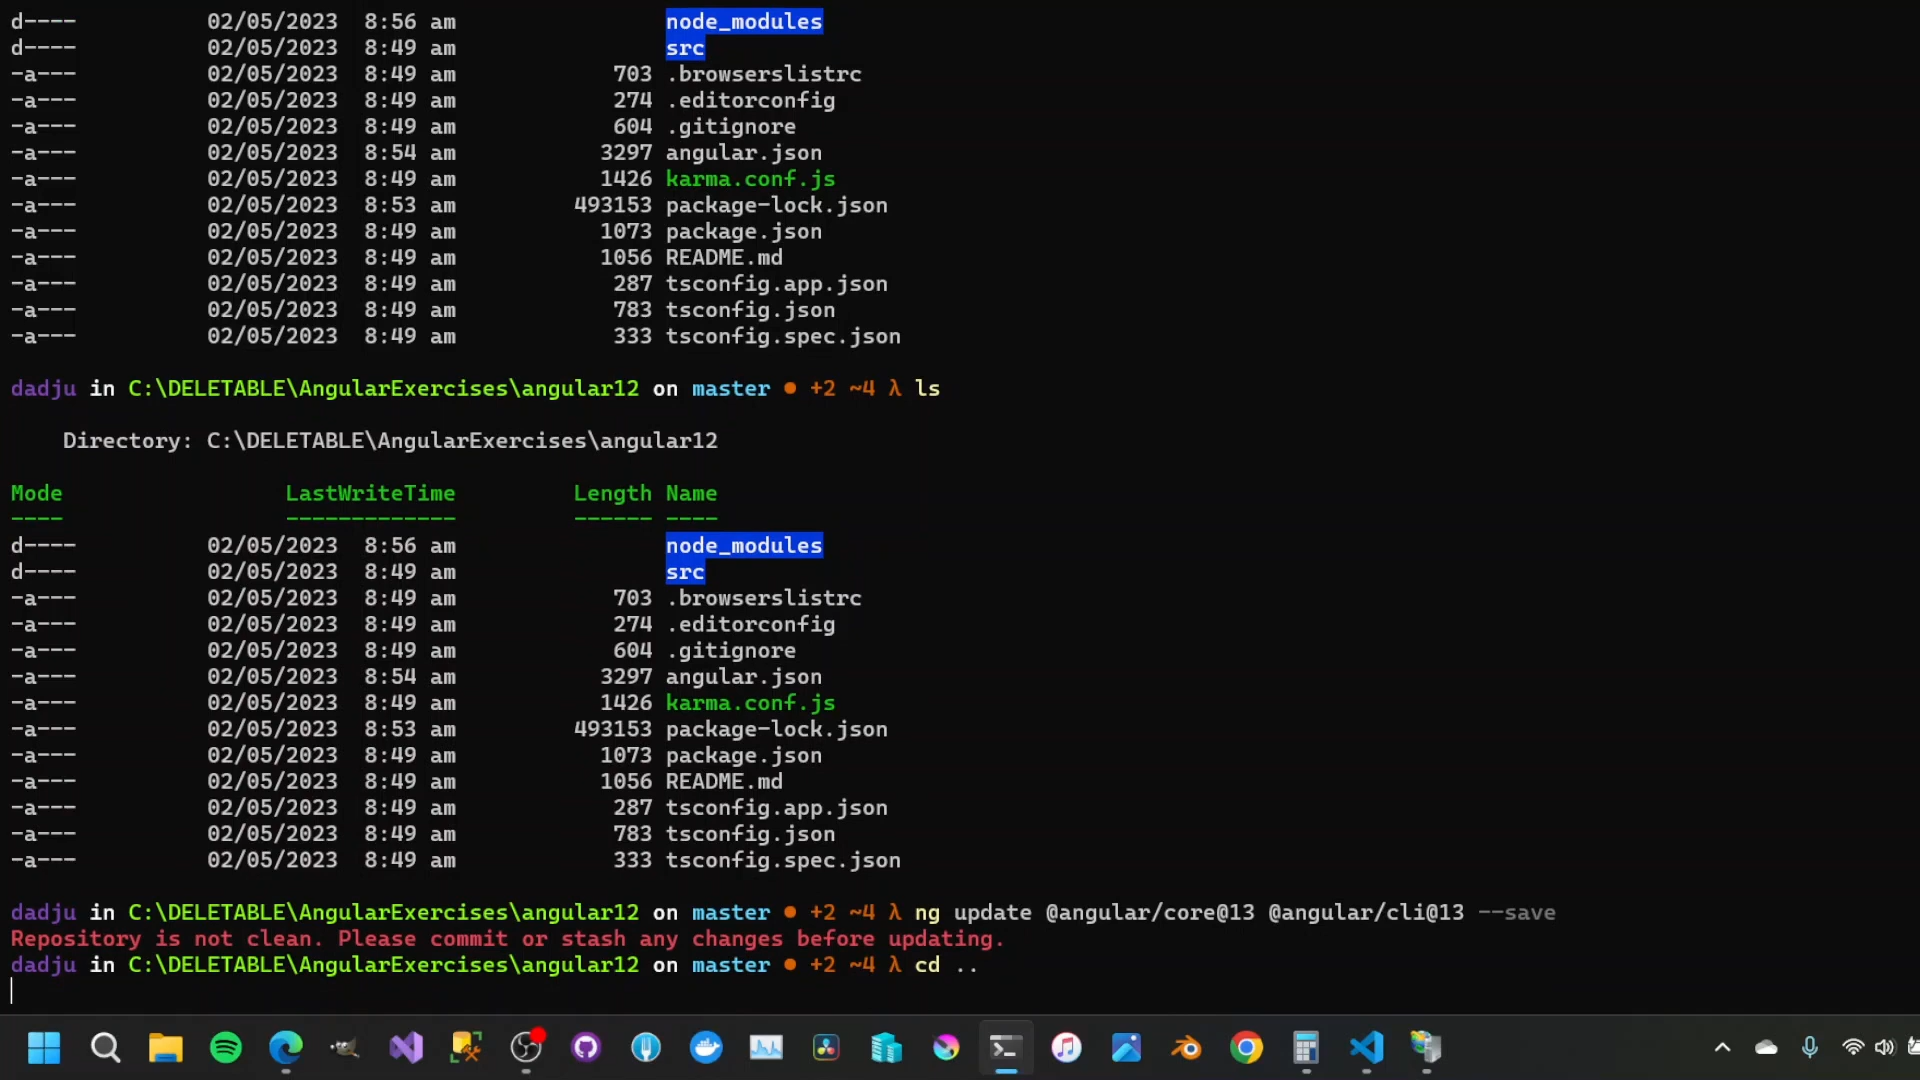 d----          02/05/2023  8:56 am                node_modules
d----          02/05/2023  8:49 am                src
-a---          02/05/2023  8:49 am            703 .browserslistrc
-a---          02/05/2023  8:49 am            274 .editorconfig
-a---          02/05/2023  8:49 am            604 .gitignore
-a---          02/05/2023  8:54 am           3297 angular.json
-a---          02/05/2023  8:49 am           1426 karma.conf.js
-a---          02/05/2023  8:53 am         493153 package-lock.json
-a---          02/05/2023  8:49 am           1073 package.json
-a---          02/05/2023  8:49 am           1056 README.md
-a---          02/05/2023  8:49 am            287 tsconfig.app.json
-a---          02/05/2023  8:49 am            783 tsconfig.json
-a---          02/05/2023  8:49 am            333 tsconfig.spec.json
dadju in C:\DELETABLE\AngularExercises\angular12 on master ● +2 ~4 λ ls
Directory: C:\DELETABLE\AngularExercises\angular12
Mode                 LastWriteTime         Length Name
----                 -------------         ------ ----
d----          02/05/2023  8:56 am                node_modules
d----          02/05/2023  8:49 am                src
-a---          02/05/2023  8:49 am            703 .browserslistrc
-a---          02/05/2023  8:49 am            274 .editorconfig
-a---          02/05/2023  8:49 am            604 .gitignore
-a---          02/05/2023  8:54 am           3297 angular.json
-a---          02/05/2023  8:49 am           1426 karma.conf.js
-a---          02/05/2023  8:53 am         493153 package-lock.json
-a---          02/05/2023  8:49 am           1073 package.json
-a---          02/05/2023  8:49 am           1056 README.md
-a---          02/05/2023  8:49 am            287 tsconfig.app.json
-a---          02/05/2023  8:49 am            783 tsconfig.json
-a---          02/05/2023  8:49 am            333 tsconfig.spec.json
dadju in C:\DELETABLE\AngularExercises\angular12 on master ● +2 ~4 λ ng update @angular/core@13 @angular/cli@13 --save
Repository is not clean. Please commit or stash any changes before updating.
dadju in C:\DELETABLE\AngularExercises\angular12 on master ● +2 ~4 λ cd ..